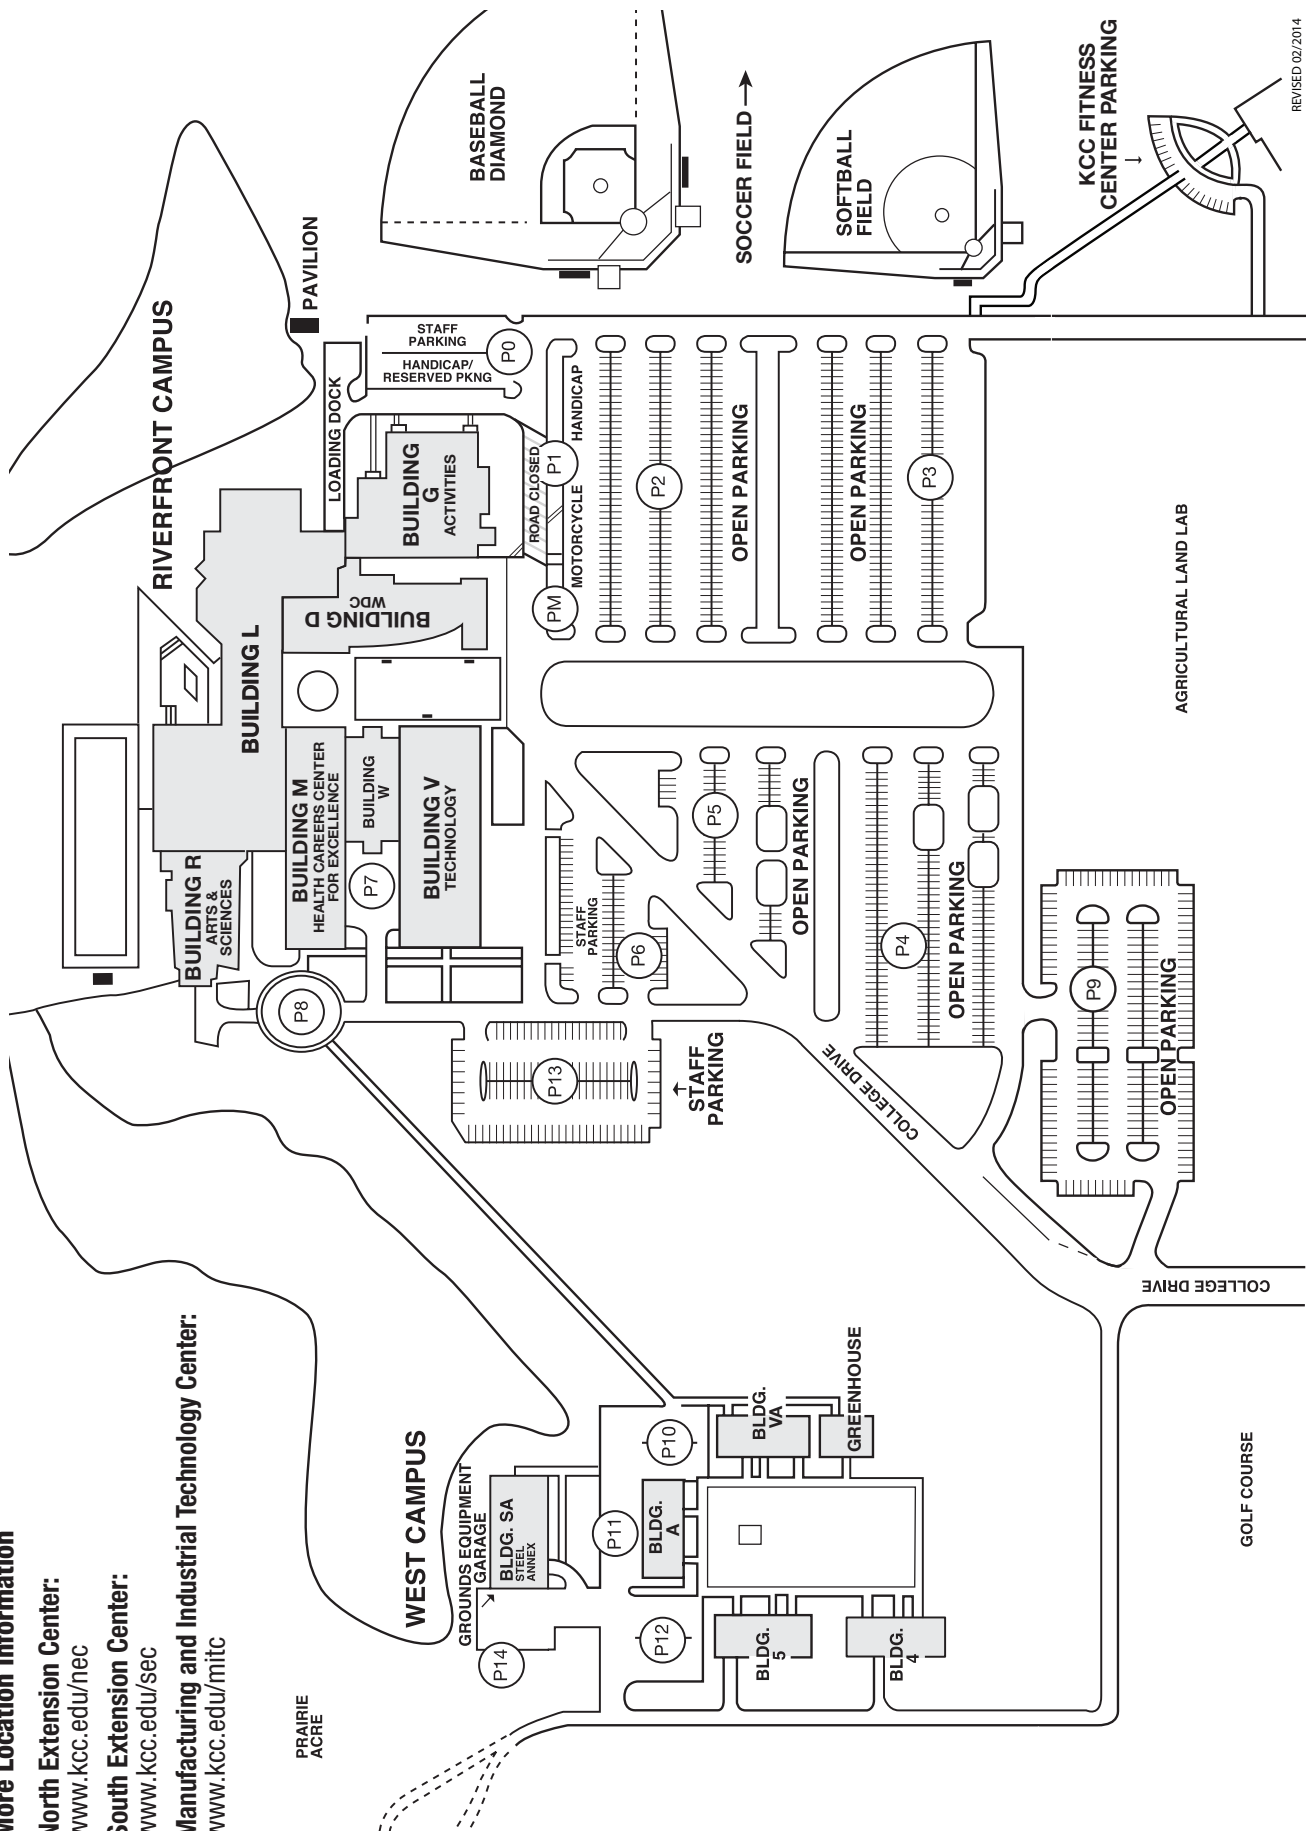 More Location Information
North Extension Center:
www.kcc.edu/nec
South Extension Center:
www.kcc.edu/sec
Manufacturing and Industrial Technology Center:
www.kcc.edu/mitc
PRAIRIE
ACRE
WEST CAMPUS
GROUNDS EQUIPMENT
GARAGE
BLDG. SA
STEEL
ANNEX
P14
P12
P11
P10
BLDG.
A
BLDG.
VA
GREENHOUSE
BLDG.
5
BLDG.
4
GOLF COURSE
COLLEGE DRIVE
COLLEGE DRIVE
RIVERFRONT CAMPUS
PAVILION
BUILDING R
ARTS &
SCIENCES
BUILDING L
BUILDING M
HEALTH CAREERS CENTER
FOR EXCELLENCE
BUILDING
W
BUILDING V
TECHNOLOGY
BUILDING D
WDC
BUILDING
G
ACTIVITIES
LOADING DOCK
P8
P7
P13
STAFF
PARKING
STAFF
PARKING
P6
P5
OPEN PARKING
P4
OPEN PARKING
P9
OPEN PARKING
STAFF
PARKING
HANDICAP/
RESERVED PKNG
P0
ROAD CLOSED
PM
MOTORCYCLE
P1
HANDICAP
P2
OPEN PARKING
OPEN PARKING
P3
AGRICULTURAL LAND LAB
BASEBALL
DIAMOND
SOCCER FIELD
SOFTBALL
FIELD
KCC FITNESS
CENTER PARKING
REVISED 02/2014